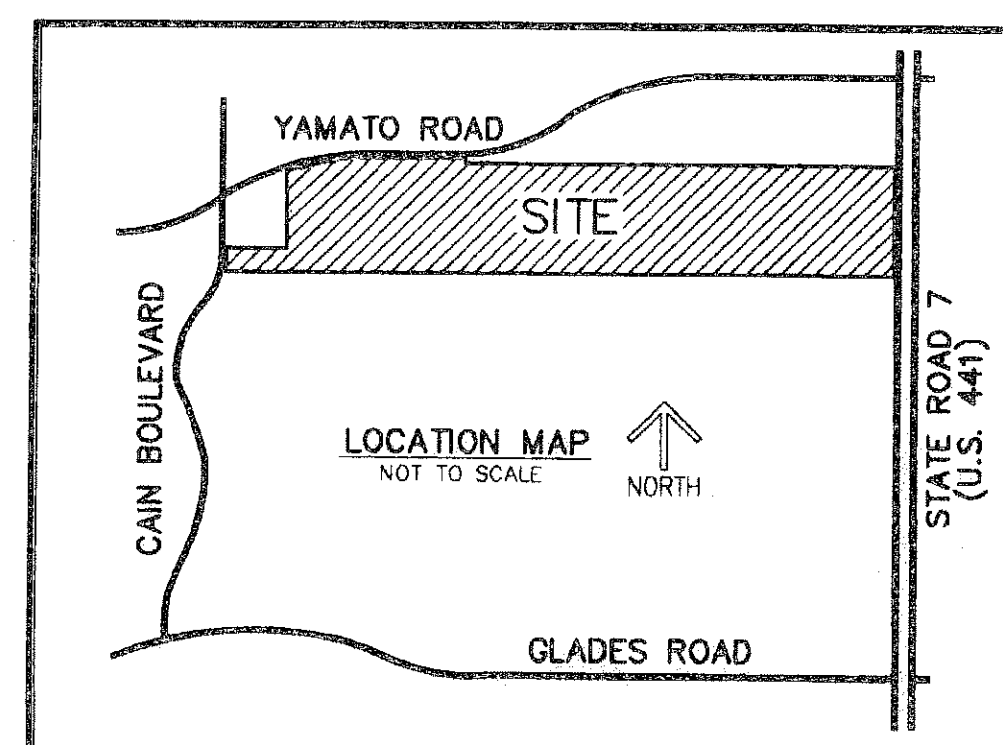 YAMATO ROAD
SITE
CAIN BOULEVARD
LOCATION MAP
NOT TO SCALE
NORTH
STATE ROAD 7
(U.S. 441)
GLADES ROAD